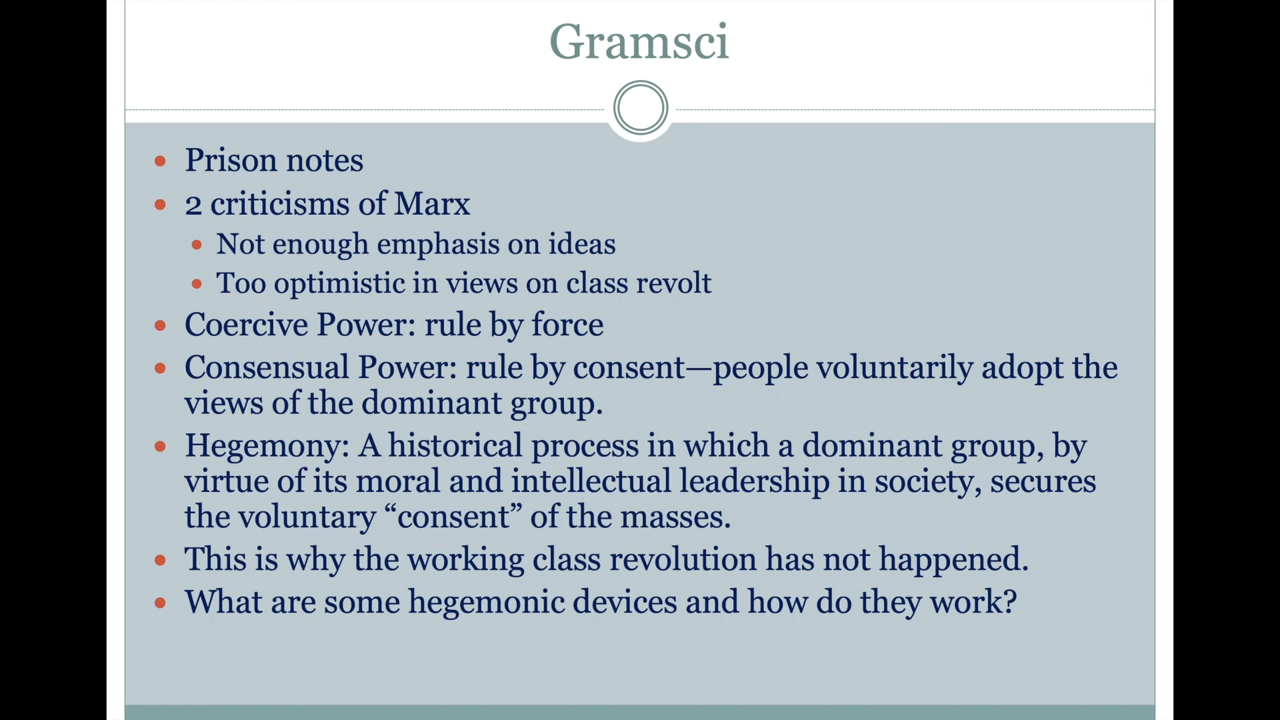 Gramsci
• Prison notes
• 2 criticisms of Marx
• Not enough emphasis on ideas
• Too optimistic in views on class revolt
• Coercive Power: rule by force
• Consensual Power: rule by consent—people voluntarily adopt the
views of the dominant group.
• Hegemony: A historical process in which a dominant group, by
virtue of its moral and intellectual leadership in society, secures
the voluntary “consent” of the masses.
• This is why the working class revolution has not happened.
• What are some hegemonic devices and how do they work?